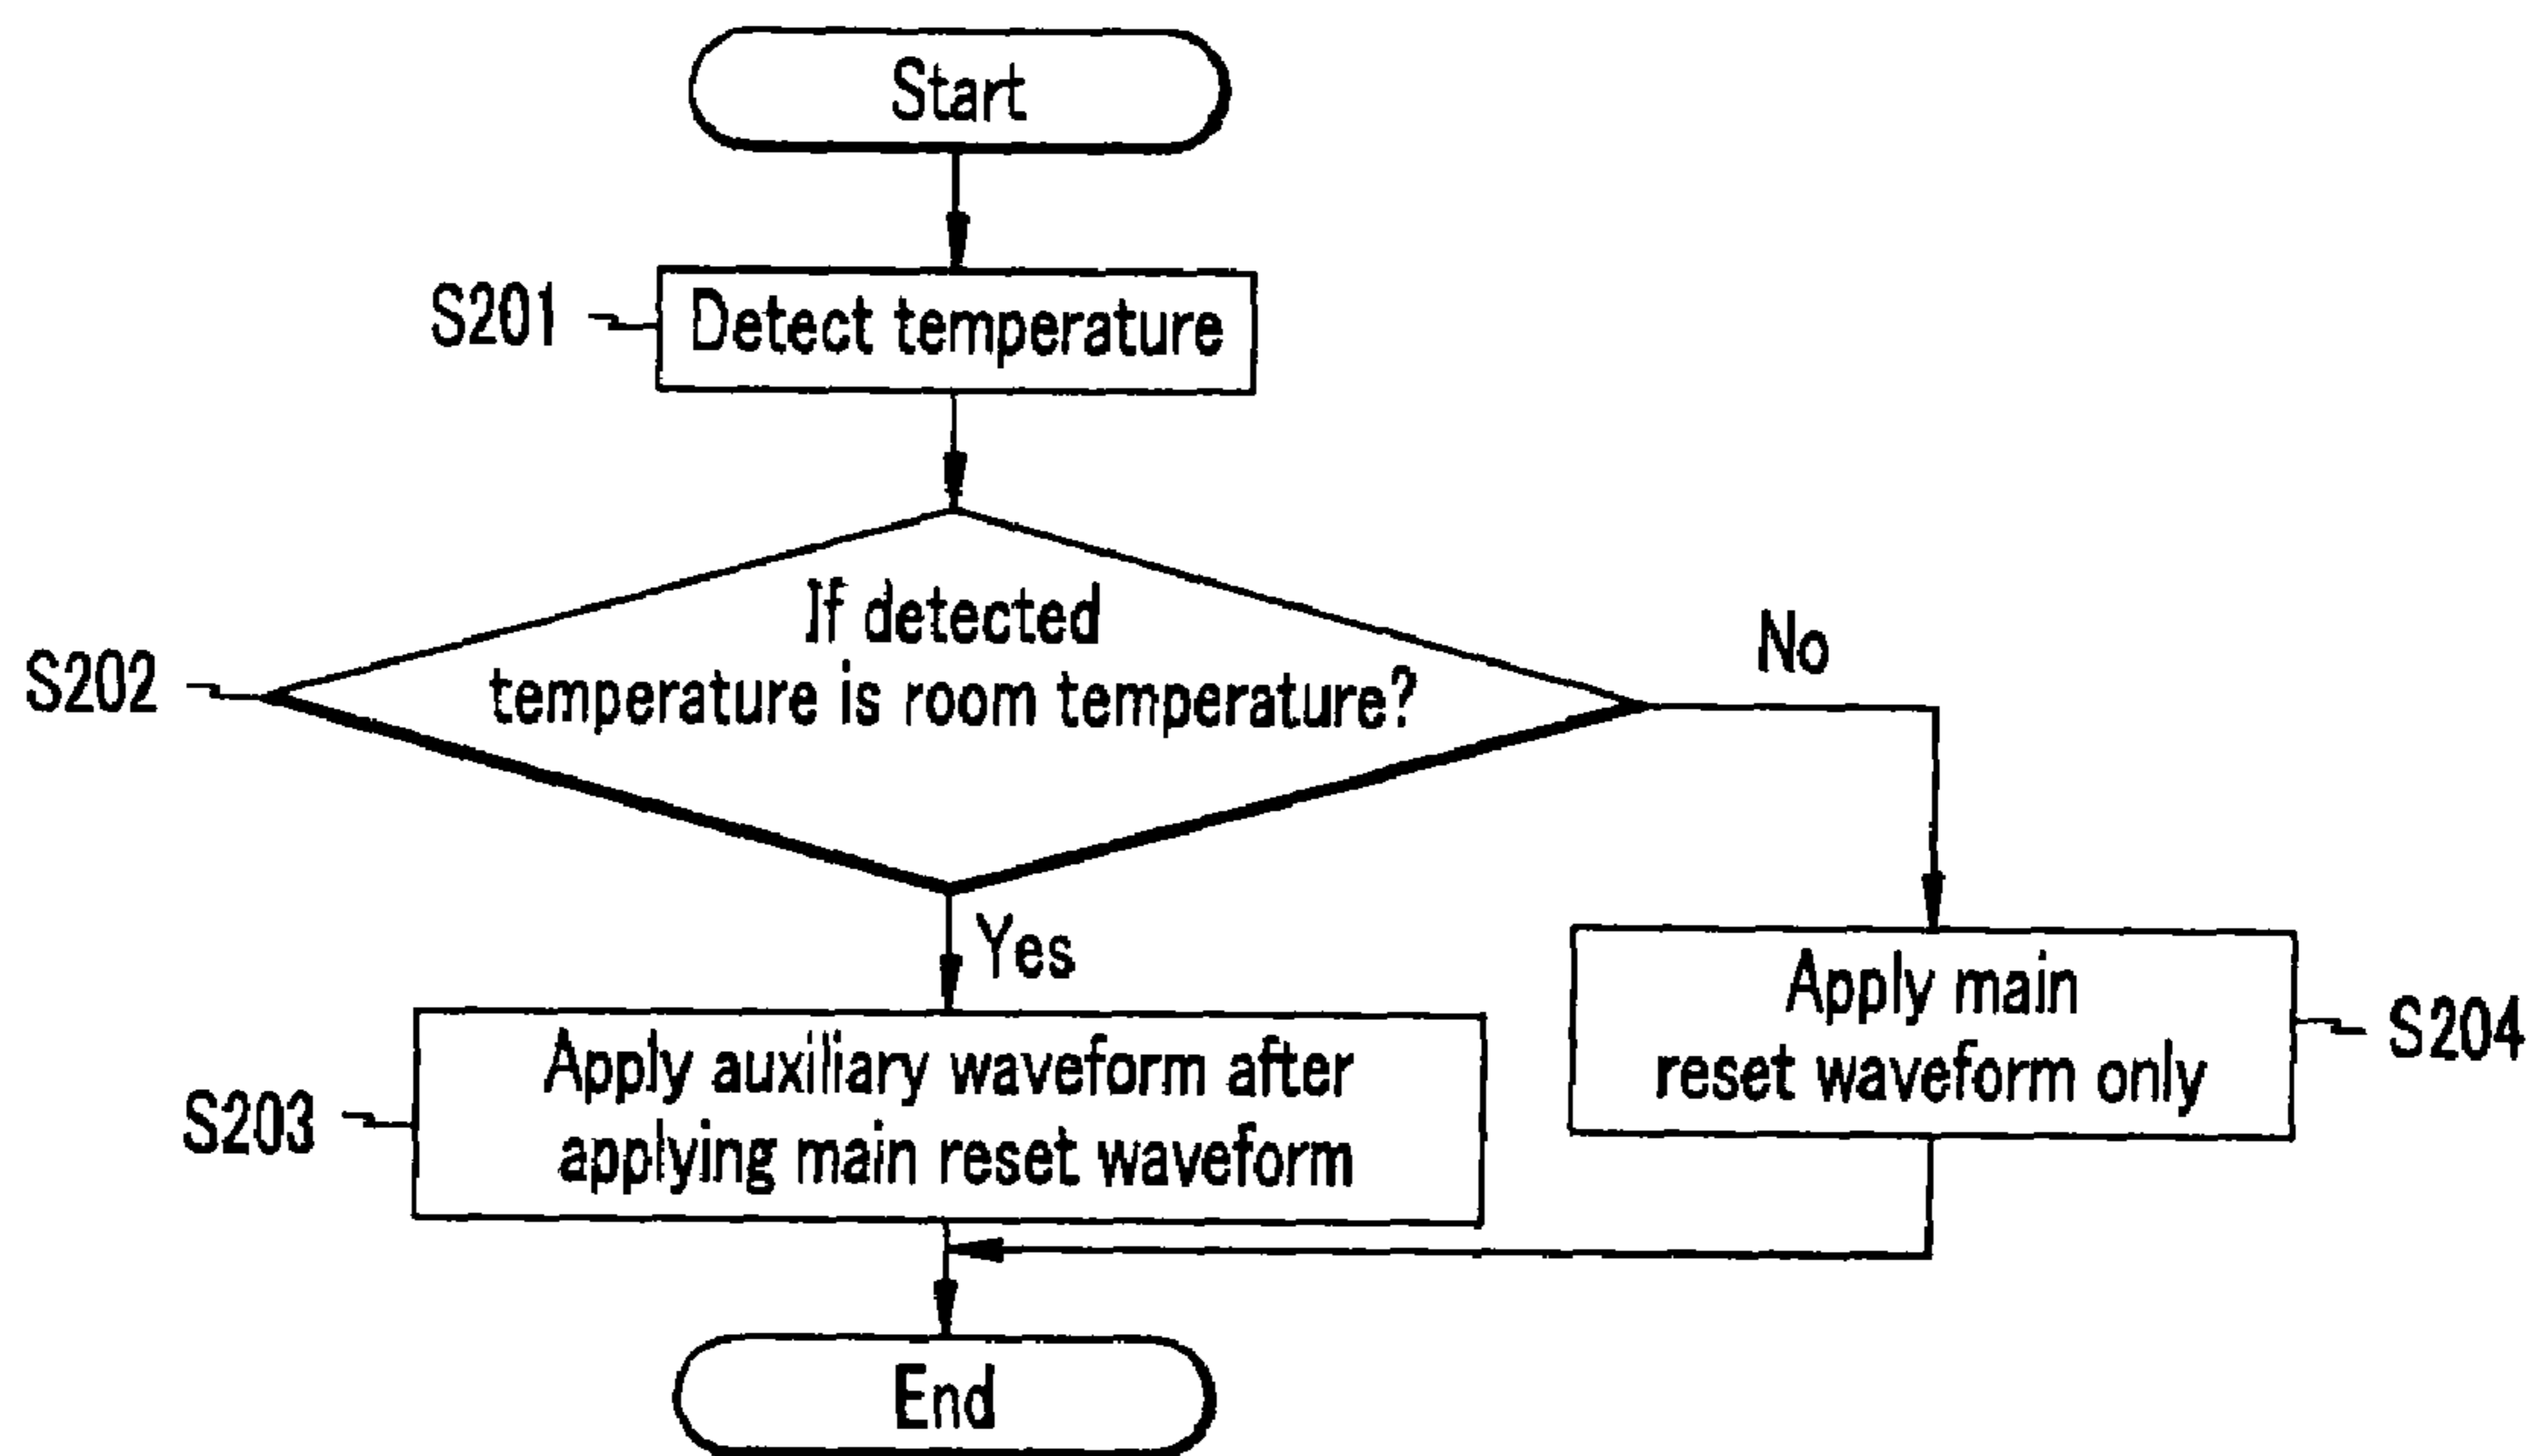 Start
S201
Detect temperature
If detected
temperature is room temperature?
S202
No
Yes
Apply auxiliary waveform after
applying main reset waveform
S203
Apply main
reset waveform only
S204
End